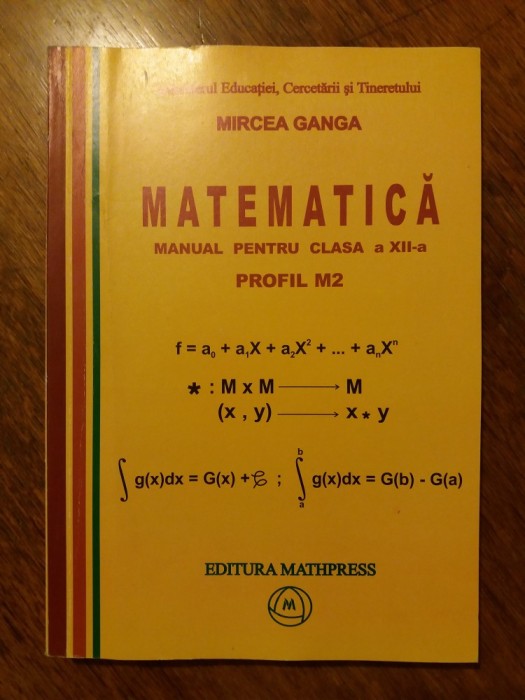 Ministerul Educației, Cercetării și Tineretului
MIRCEA GANGA
MATEMATICĂ
MANUAL PENTRU CLASA a XII-a
PROFIL M2
f = a₀ + a₁X + a₂X² + ... + aₙXⁿ
* : M x M ⟶ M
(x , y) ⟶ x * y
∫ g(x)dx = G(x) + 𝒞 ; ∫ₐᵇ g(x)dx = G(b) - G(a)
EDITURA MATHPRESS
M